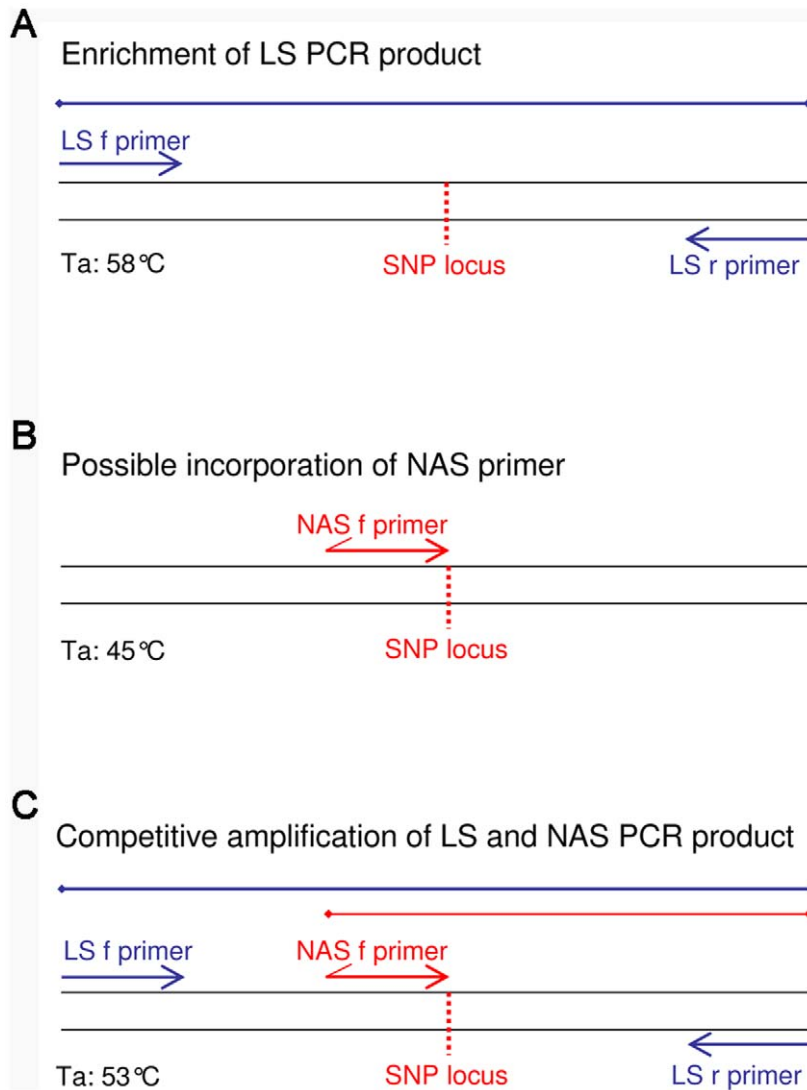 A
Enrichment of LS PCR product
LS f primer
Ta: 58°C
SNP locus
LS r primer
B
Possible incorporation of NAS primer
NAS f primer
Ta: 45°C
SNP locus
C
Competitive amplification of LS and NAS PCR product
LS f primer
NAS f primer
Ta: 53°C
SNP locus
LS r primer